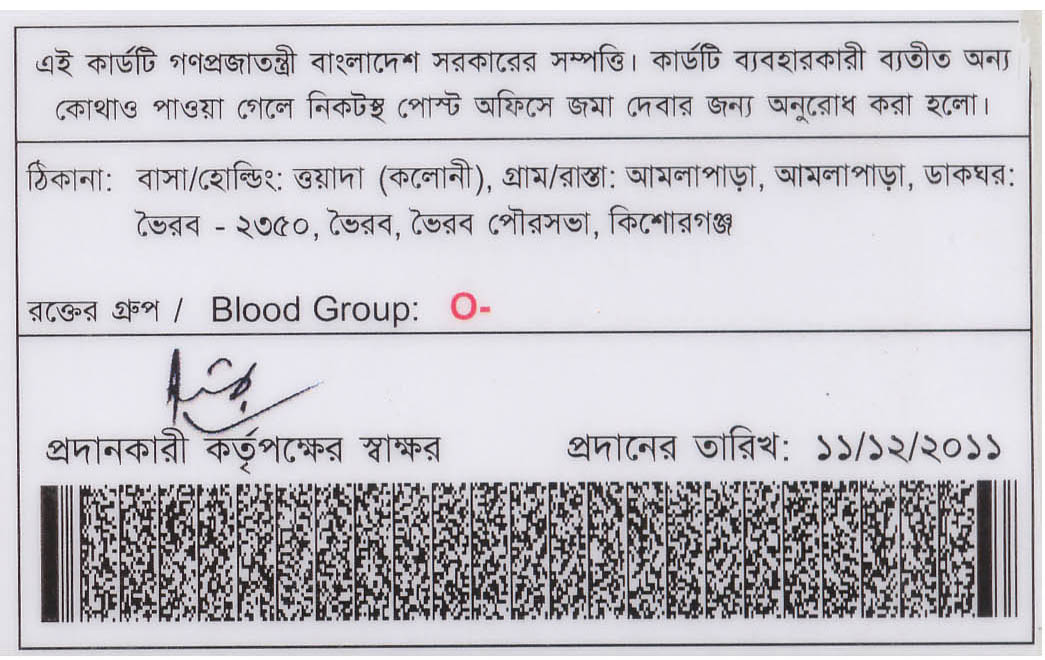 এই কার্ডটি গণপ্রজাতন্ত্রী বাংলাদেশ সরকারের সম্পত্তি। কার্ডটি ব্যবহারকারী ব্যতীত অন্য
কোথাও পাওয়া গেলে নিকটস্থ পোস্ট অফিসে জমা দেবার জন্য অনুরোধ করা হলো।
ঠিকানা: বাসা/হোল্ডিং: ওয়াদা (কলোনী), গ্রাম/রাস্তা: আমলাপাড়া, আমলাপাড়া, ডাকঘর:
ভৈরব - ২৩৫০, ভৈরব, ভৈরব পৌরসভা, কিশোরগঞ্জ
রক্তের গ্রুপ / Blood Group: O-
প্রদানকারী কর্তৃপক্ষের স্বাক্ষর প্রদানের তারিখ: ১১/১২/২০১১